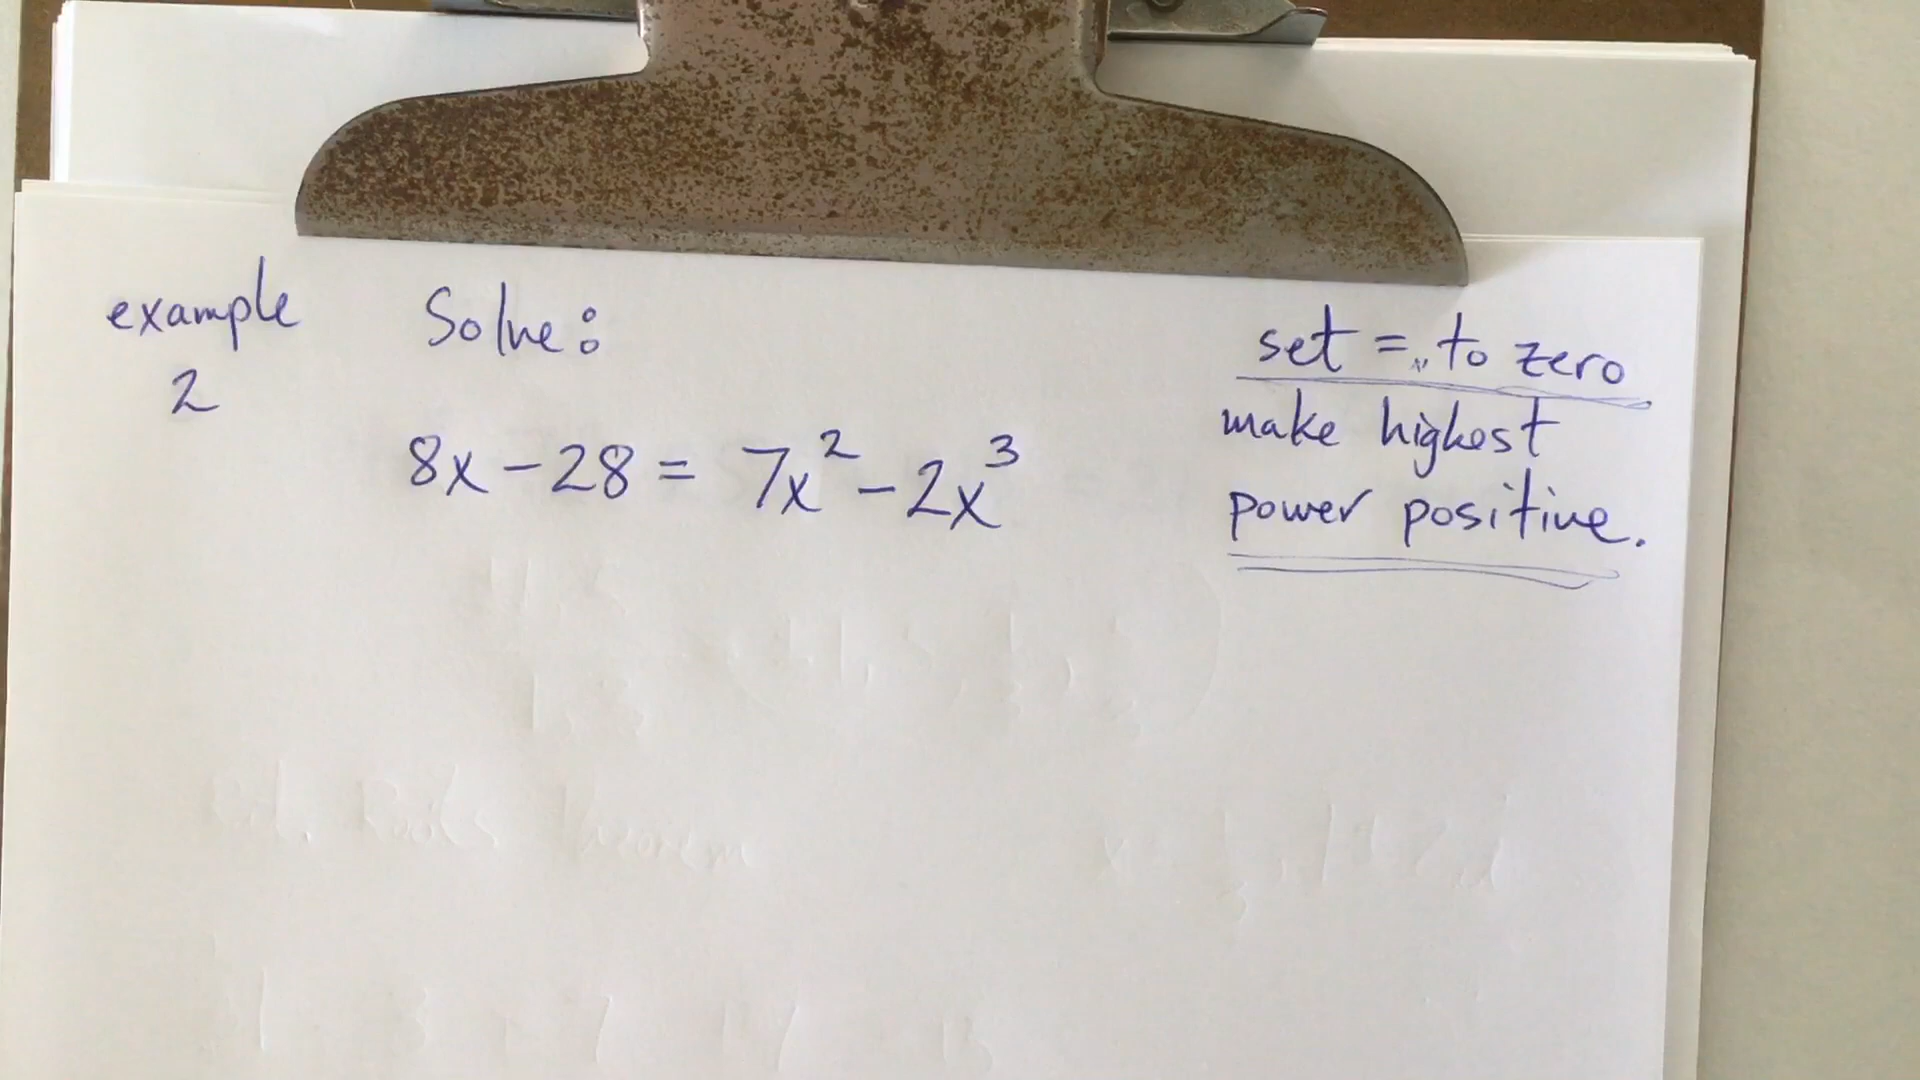 example 2
Solve:
8x - 28 = 7x² - 2x³
set = to zero
make highest
power positive.